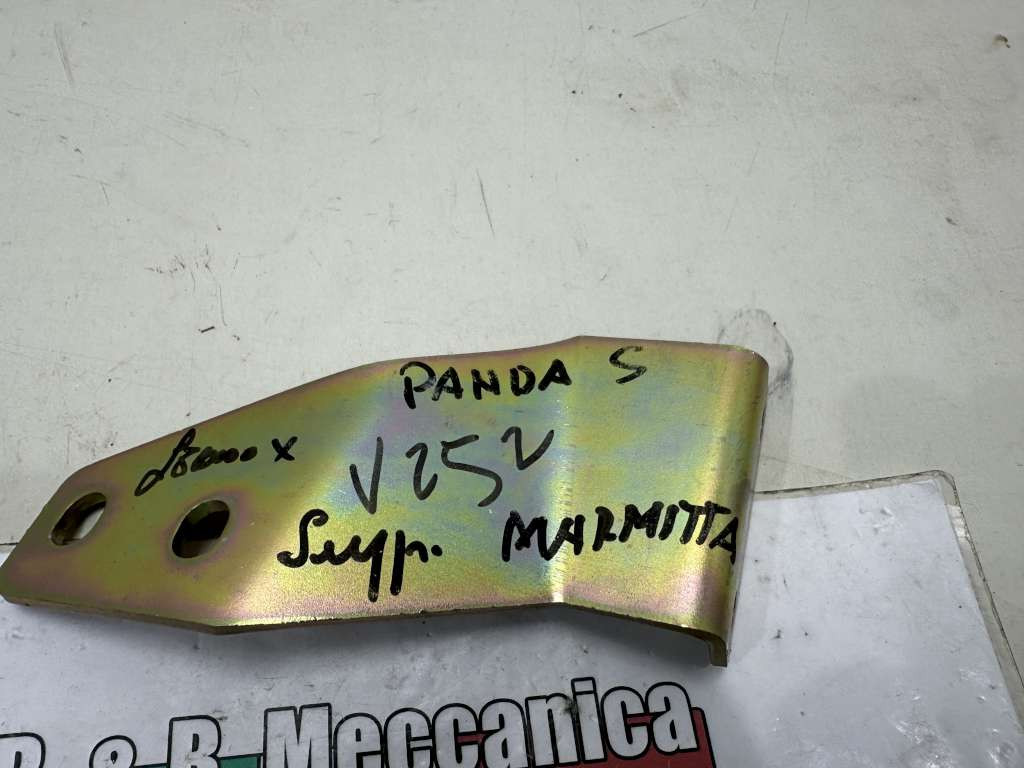 PANDA S
V252
Supp. MARMITTA
& B Meccanica